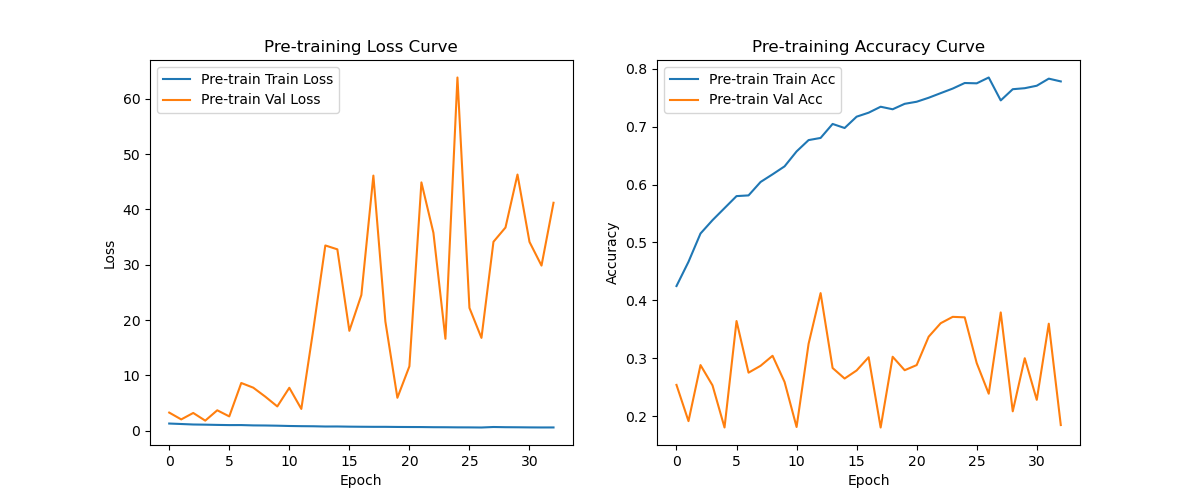 Pre-training Loss Curve
Pre-train Train Loss
Pre-train Val Loss
60
50
40
30
20
10
0
Loss
0 5 10 15 20 25 30
Epoch
Pre-training Accuracy Curve
Pre-train Train Acc
Pre-train Val Acc
0.8
0.7
0.6
0.5
0.4
0.3
0.2
Accuracy
0 5 10 15 20 25 30
Epoch